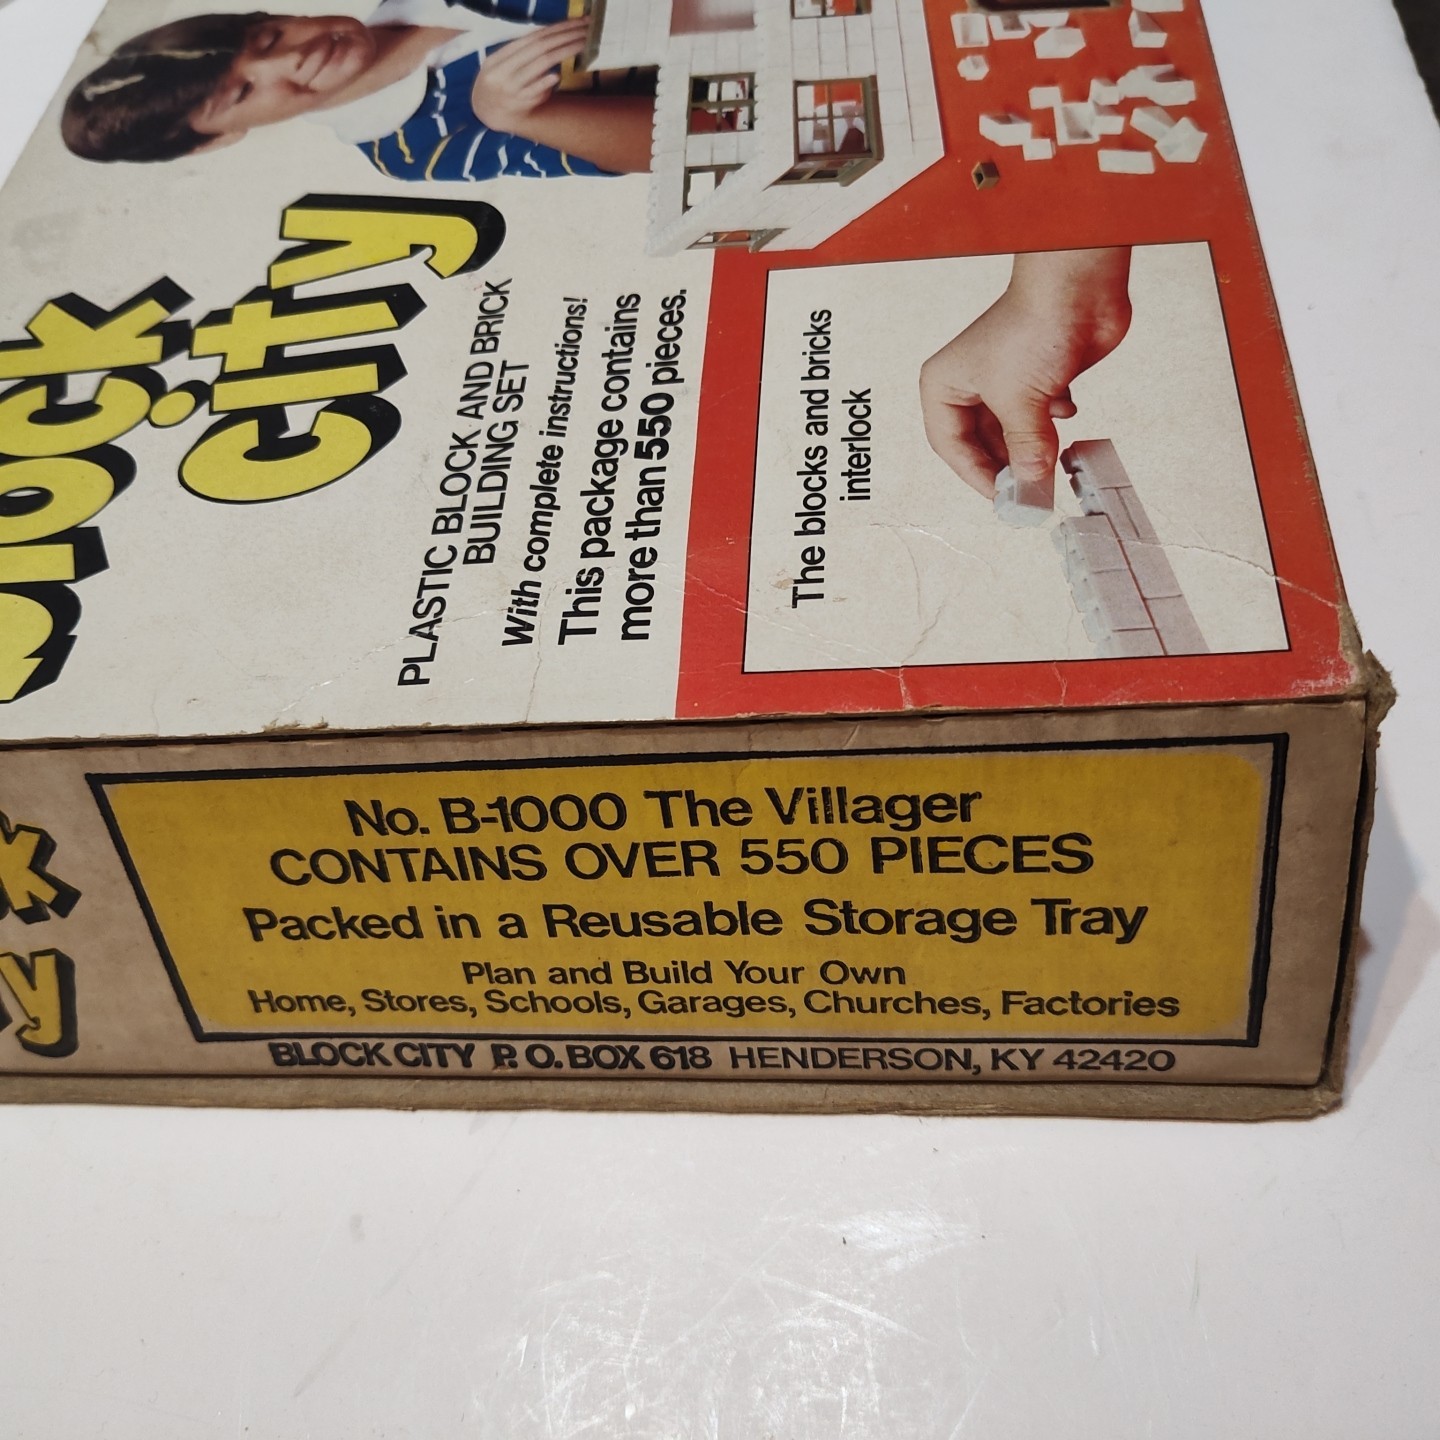 Block
City
PLASTIC BLOCK AND BRICK
BUILDING SET
With complete instructions!
This package contains
more than 550 pieces.
The blocks and bricks
interlock
No. B-1000 The Villager
CONTAINS OVER 550 PIECES
Packed in a Reusable Storage Tray
Plan and Build Your Own
Home, Stores, Schools, Garages, Churches, Factories
BLOCK CITY P.O. BOX 618 HENDERSON, KY 42420